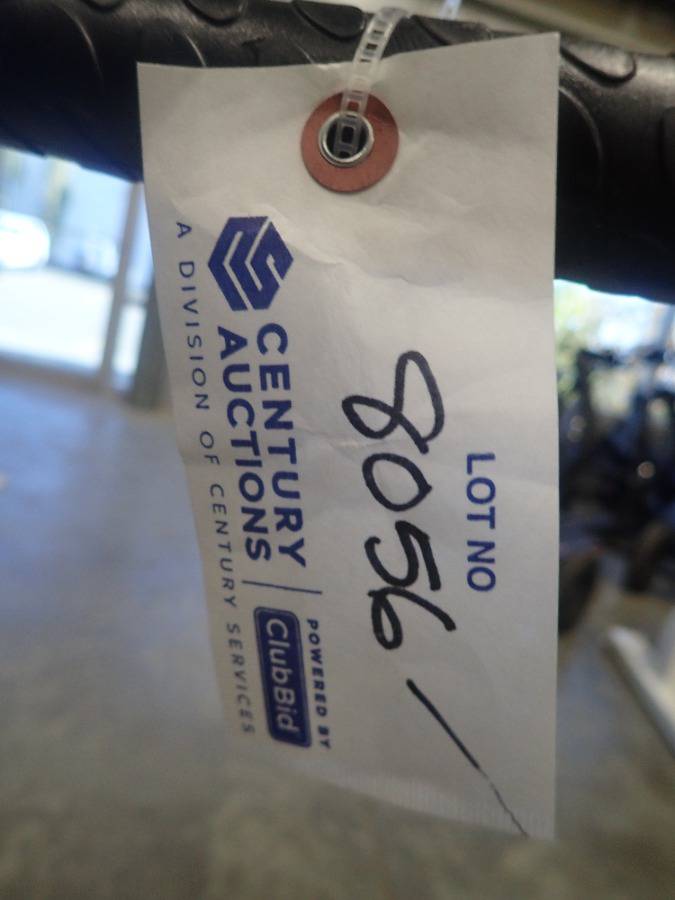 LOT NO
8056
CENTURY
AUCTIONS
A DIVISION OF CENTURY SERVICES
POWERED BY
ClubBid